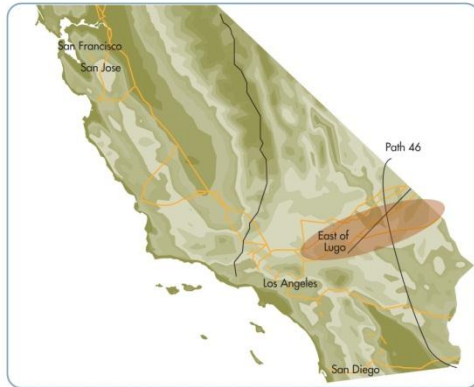 San Francisco
San Jose
Path 46
East of
Lugo
Los Angeles
San Diego